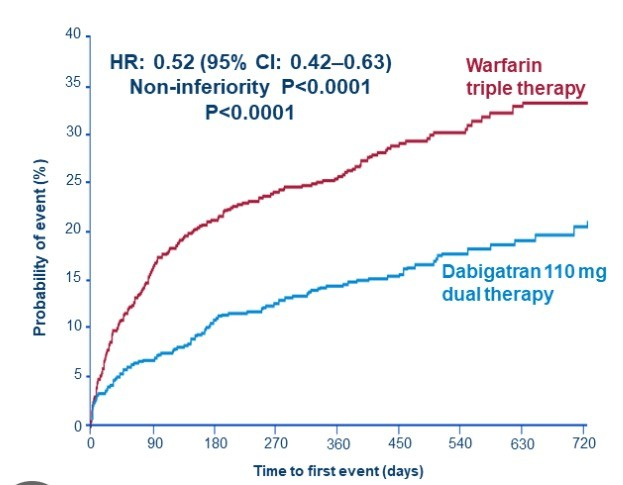 HR: 0.52 (95% CI: 0.42–0.63)
Non-inferiority P<0.0001
P<0.0001
Warfarin
triple therapy
Dabigatran 110 mg
dual therapy
Probability of event (%)
40
35
30
25
20
15
10
5
0
0 90 180 270 360 450 540 630 720
Time to first event (days)